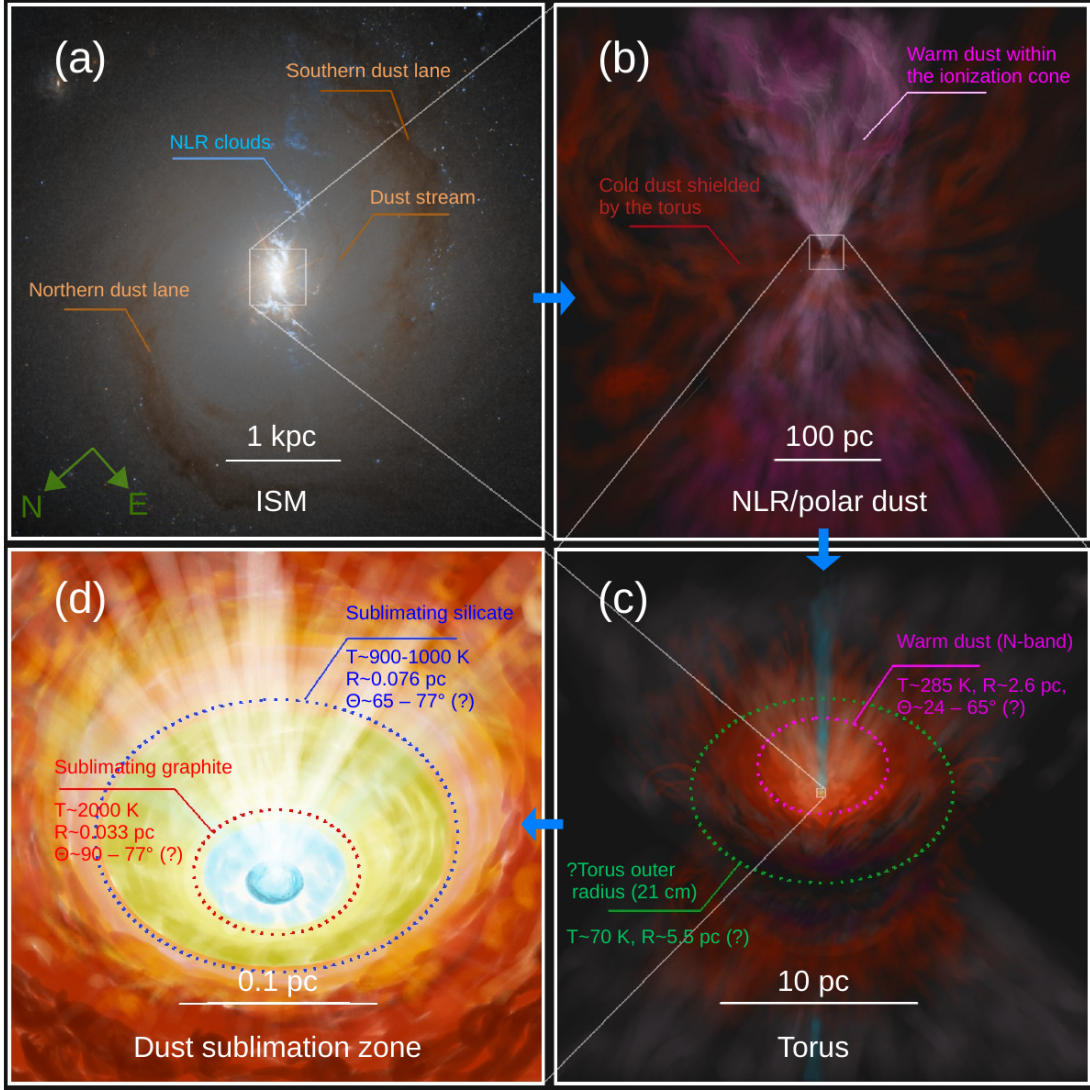 (a)
Southern dust lane
NLR clouds
Dust stream
Northern dust lane
1 kpc
N
E
ISM
(b)
Warm dust within
the ionization cone
Cold dust shielded
by the torus
100 pc
NLR/polar dust
(d)
Sublimating silicate
T~900-1000 K
R~0.076 pc
Θ~65 – 77° (?)
Sublimating graphite
T~2000 K
R~0.033 pc
Θ~90 – 77° (?)
0.1 pc
Dust sublimation zone
(c)
Warm dust (N-band)
T~285 K, R~2.6 pc,
Θ~24 – 65° (?)
?Torus outer
radius (21 cm)
T~70 K, R~5.5 pc (?)
10 pc
Torus